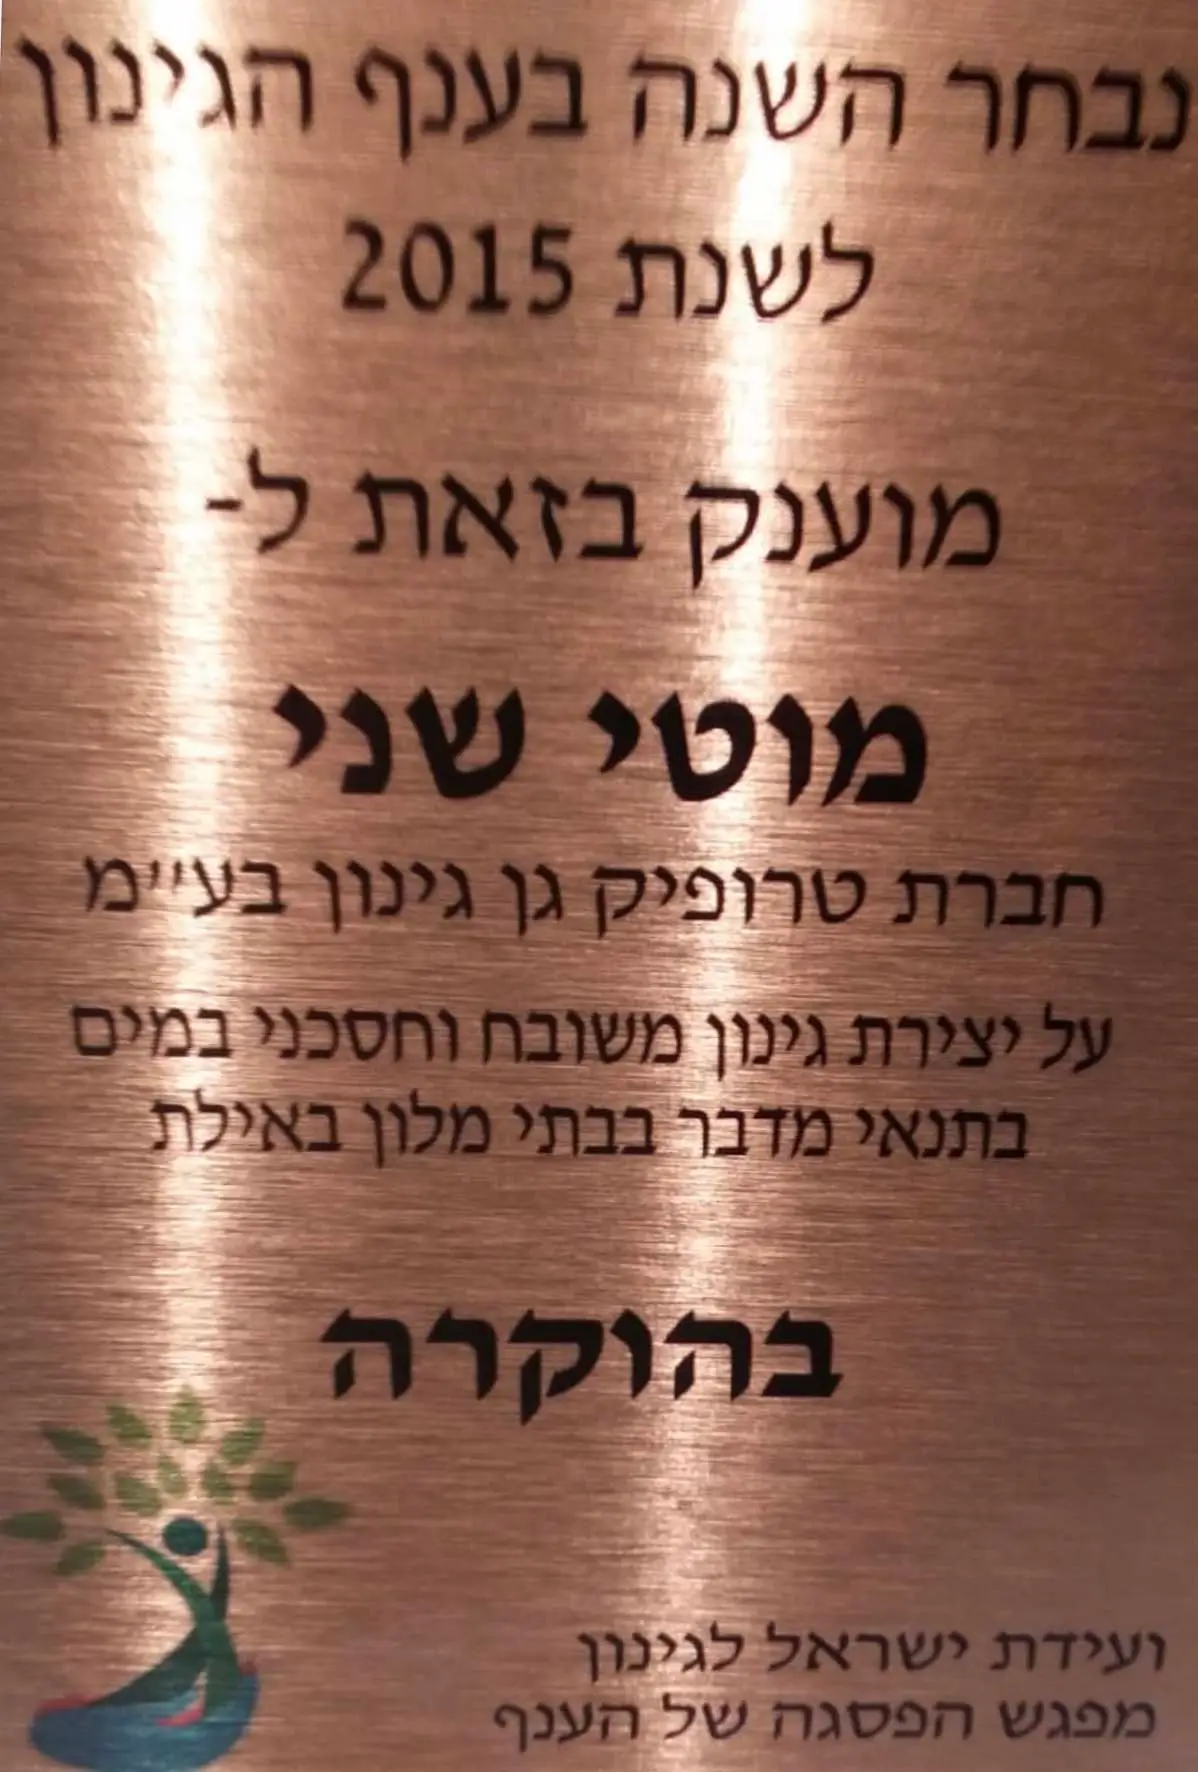 נבחר השנה בענף הגינון
לשנת 2015
מוענק בזאת ל-
מוטי שני
חברת טרופיק גן גינון בע״מ
על יצירת גינון משובח וחסכני במים
בתנאי מדבר בבתי מלון באילת
בהוקרה
ועידת ישראל לגינון
מפגש הפסגה של הענף